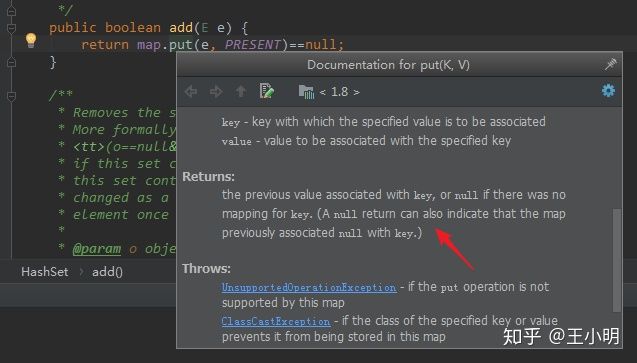 */
public boolean add(E e) {
return map.put(e, PRESENT)==null;
}
Documentation for put(K, V)
< 1.8 >
key - key with which the specified value is to be associated
value - value to be associated with the specified key
Returns:
the previous value associated with key, or null if there was no
mapping for key. (A null return can also indicate that the map
previously associated null with key.)
Throws:
UnsupportedOperationException - if the put operation is not
supported by this map
ClassCastException - if the class of the specified key or value
prevents it from being stored in this map
/**
* Removes the s
* More formally
* <tt>(o==null&
* if this set c
* this set cont
* changed as a
* element once
*
* @param o obje
HashSet > add()
知乎 @王小明